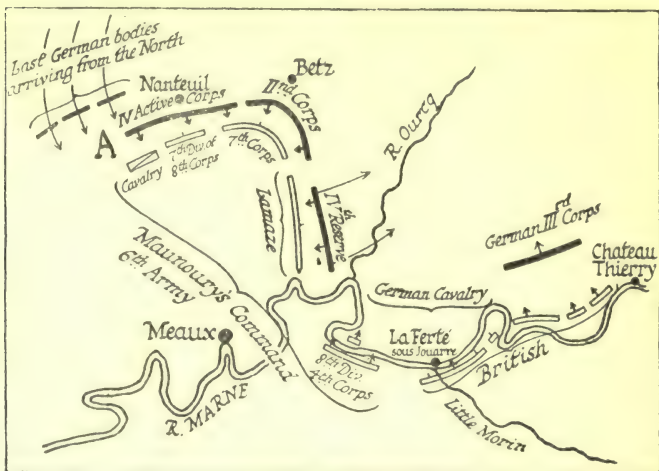 Last German bodies
arriving from the North
A
Nanteuil
IV Active Corps
Betz
IInd Corps
R. Ourcq
Cavalry
7th Div. of
8th Corps
7th Corps
Lamaze
IVth Reserve
German IIIrd Corps
Chateau
Thierry
Maunoury's Command
6th Army
German Cavalry
Meaux
La Ferté
sous Jouarre
British
8th Div.
4th Corps
R. MARNE
Little Morin